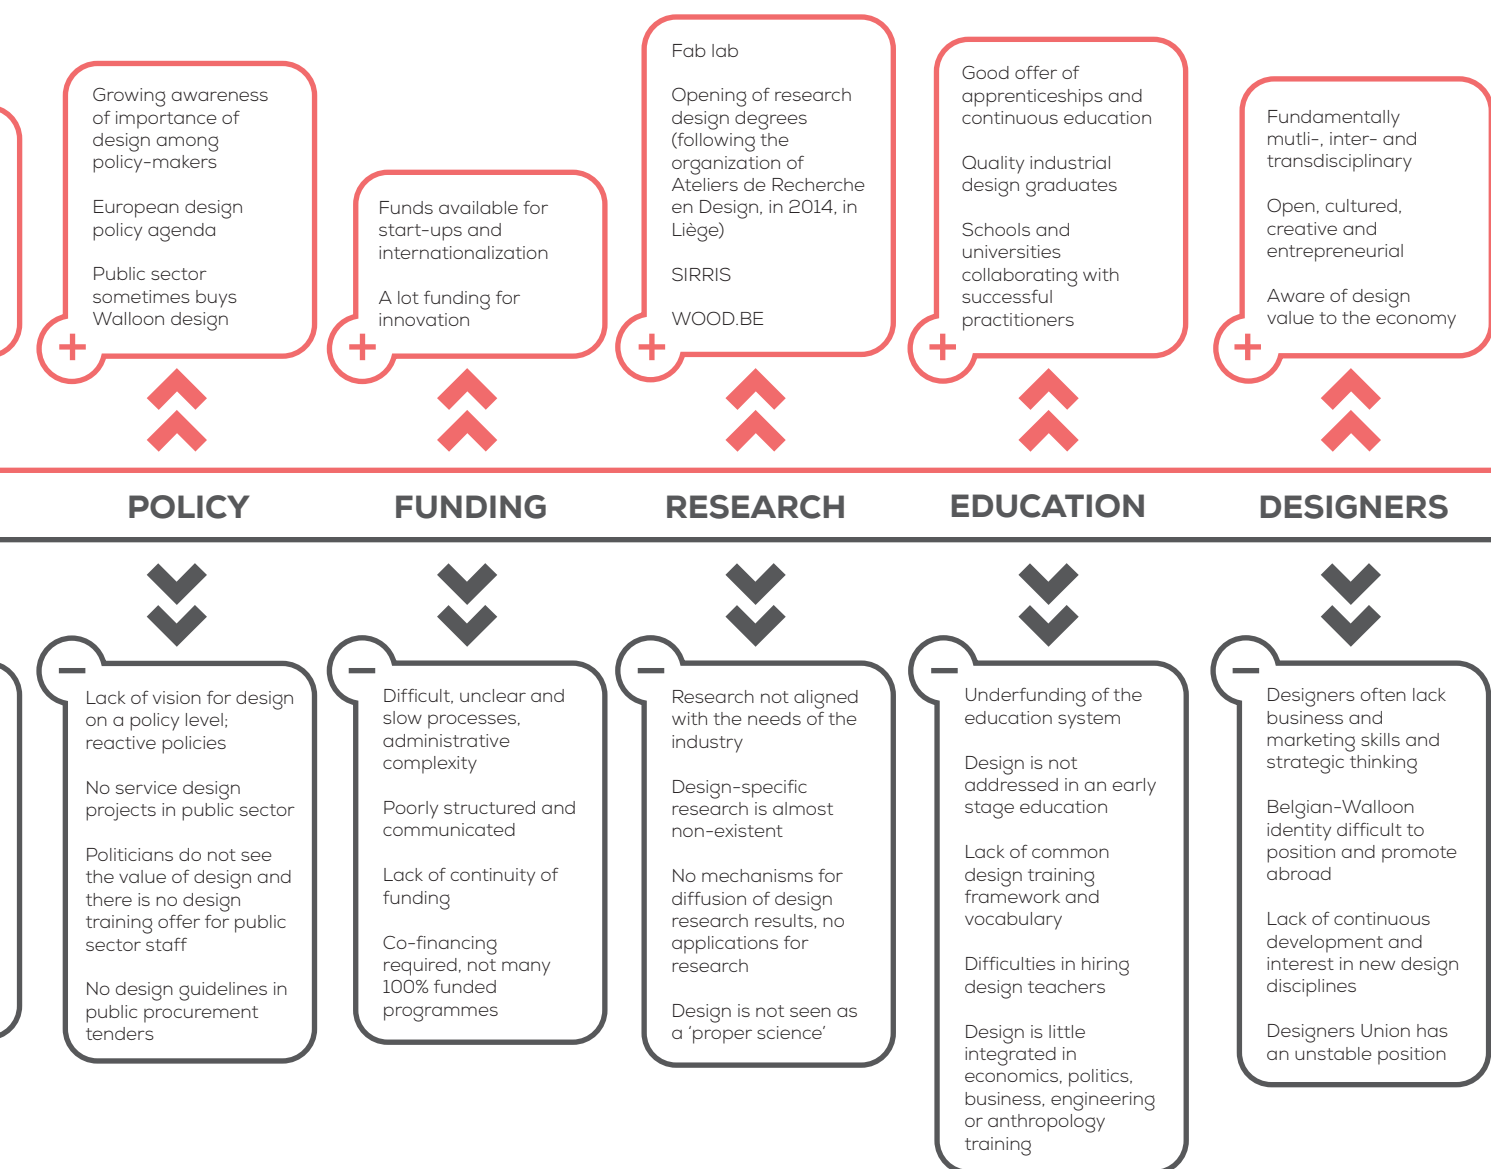 Growing awareness
of importance of
design among
policy-makers
European design
policy agenda
Public sector
sometimes buys
Walloon design
+
Funds available for
start-ups and
internationalization
A lot funding for
innovation
+
Fab lab
Opening of research
design degrees
(following the
organization of
Ateliers de Recherche
en Design, in 2014, in
Liège)
SIRRIS
WOOD.BE
+
Good offer of
apprenticeships and
continuous education
Quality industrial
design graduates
Schools and
universities
collaborating with
successful
practitioners
+
Fundamentally
mutli-, inter- and
transdisciplinary
Open, cultured,
creative and
entrepreneurial
Aware of design
value to the economy
+
POLICY
FUNDING
RESEARCH
EDUCATION
DESIGNERS
–
Lack of vision for design
on a policy level;
reactive policies
No service design
projects in public sector
Politicians do not see
the value of design and
there is no design
training offer for public
sector staff
No design guidelines in
public procurement
tenders
–
Difficult, unclear and
slow processes,
administrative
complexity
Poorly structured and
communicated
Lack of continuity of
funding
Co-financing
required, not many
100% funded
programmes
–
Research not aligned
with the needs of the
industry
Design-specific
research is almost
non-existent
No mechanisms for
diffusion of design
research results, no
applications for
research
Design is not seen as
a ‘proper science’
–
Underfunding of the
education system
Design is not
addressed in an early
stage education
Lack of common
design training
framework and
vocabulary
Difficulties in hiring
design teachers
Design is little
integrated in
economics, politics,
business, engineering
or anthropology
training
–
Designers often lack
business and
marketing skills and
strategic thinking
Belgian-Walloon
identity difficult to
position and promote
abroad
Lack of continuous
development and
interest in new design
disciplines
Designers Union has
an unstable position